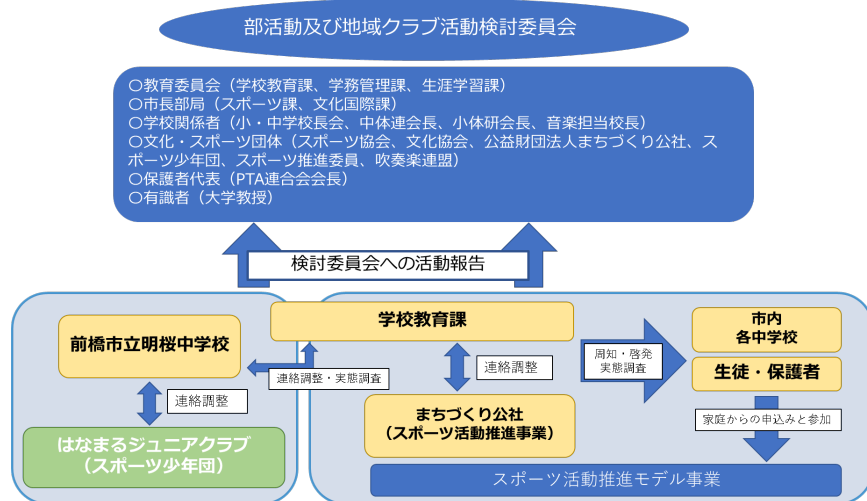 部活動及び地域クラブ活動検討委員会
〇教育委員会（学校教育課、学務管理課、生涯学習課）
〇市長部局（スポーツ課、文化国際課）
〇学校関係者（小・中学校長会、中体連会長、小体研会長、音楽担当校長）
〇文化・スポーツ団体（スポーツ協会、文化協会、公益財団法人まちづくり公社、ス
ポーツ少年団、スポーツ推進委員、吹奏楽連盟）
〇保護者代表（PTA連合会会長）
〇有識者（大学教授）
検討委員会への活動報告
学校教育課
前橋市立明桜中学校
連絡調整・実態調査
連絡調整
はなまるジュニアクラブ
（スポーツ少年団）
連絡調整
まちづくり公社
（スポーツ活動推進事業）
周知・啓発
実態調査
市内
各中学校
生徒・保護者
家庭からの申込みと参加
スポーツ活動推進モデル事業